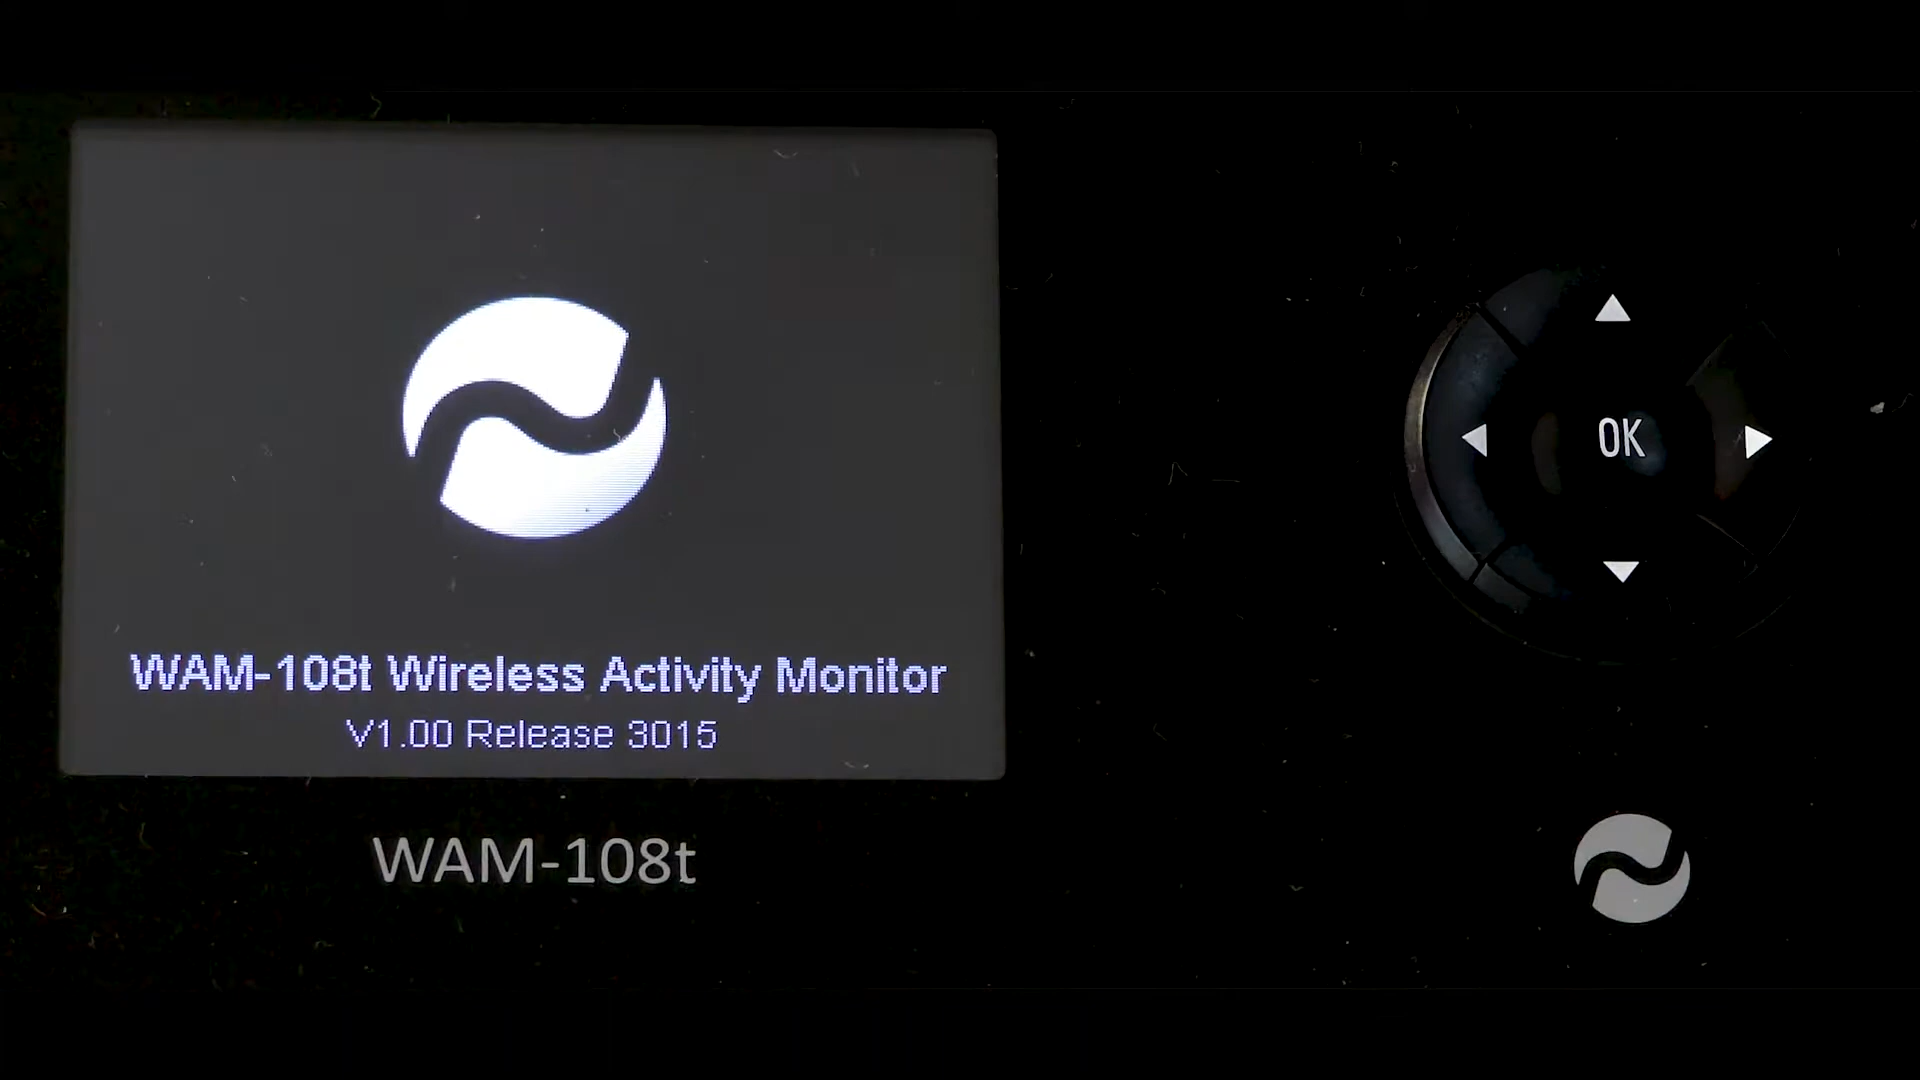 WAM-108t Wireless Activity Monitor
V1.00 Release 3015
WAM-108t
OK